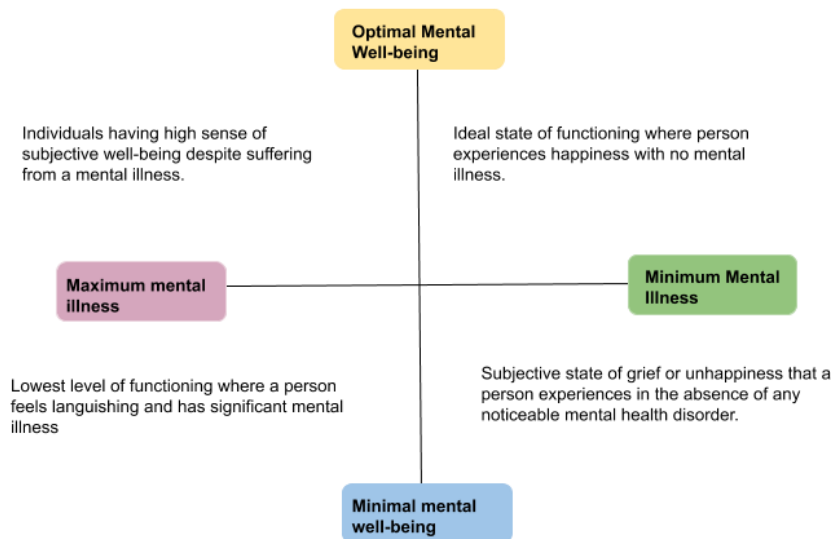 Optimal Mental
Well-being
Individuals having high sense of
subjective well-being despite suffering
from a mental illness.
Ideal state of functioning where person
experiences happiness with no mental
illness.
Maximum mental
illness
Minimum Mental
Illness
Lowest level of functioning where a person
feels languishing and has significant mental
illness
Subjective state of grief or unhappiness that a
person experiences in the absence of any
noticeable mental health disorder.
Minimal mental
well-being